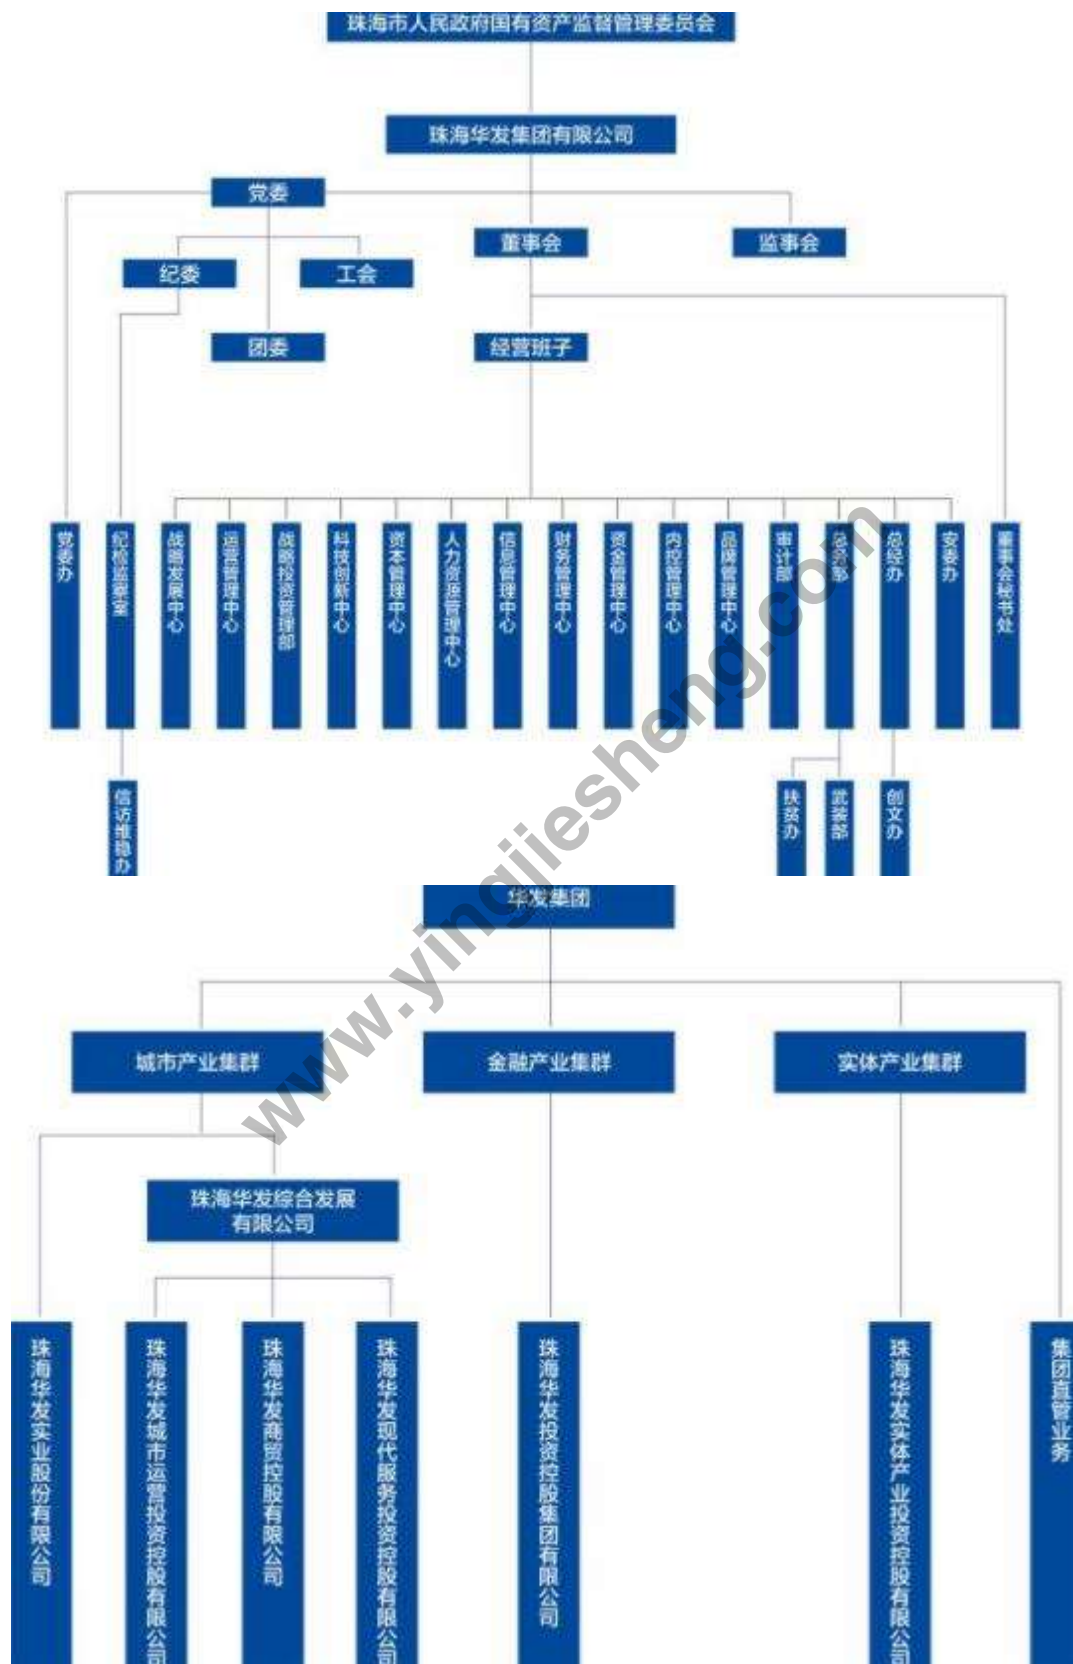 珠海市人民政府国有资产监督管理委员会
珠海华发集团有限公司
党委
董事会
监事会
纪委
工会
团委
经营班子
党委办
纪检监察室
战略发展中心
运营管理中心
战略投资管理部
科技创新中心
资本管理中心
人力资源管理中心
信息管理中心
财务管理中心
资金管理中心
内控管理中心
品牌管理中心
审计部
总务部
总经办
安委办
董事会秘书处
信访维稳办
扶贫办
武装部
创文办
华发集团
城市产业集群
金融产业集群
实体产业集群
珠海华发综合发展
有限公司
珠海华发实业股份有限公司
珠海华发城市运营投资控股有限公司
珠海华发商贸控股有限公司
珠海华发现代服务投资控股有限公司
珠海华发投资控股集团有限公司
珠海华发实体产业投资控股有限公司
集团直管业务
www.yingjiesheng.com